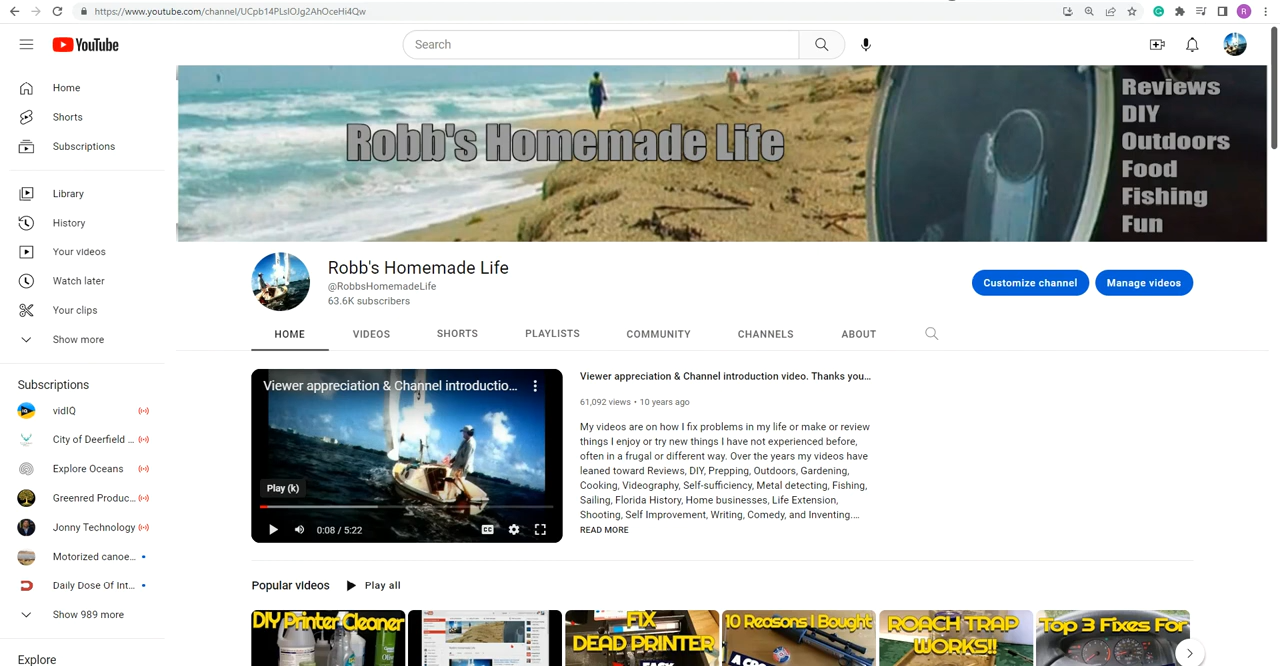 https://www.youtube.com/channel/UCpb14PLsIOJg2AhOceHi4Qw
R
YouTube
Search
Home
Shorts
Subscriptions
Library
History
Your videos
Watch later
Your clips
Show more
Subscriptions
vidIQ
City of Deerfield ...
Explore Oceans
Greenred Produc...
Jonny Technology
Motorized canoe...
Daily Dose Of Int...
Show 989 more
Explore
Robb's Homemade Life
Reviews
DIY
Outdoors
Food
Fishing
Fun
Robb's Homemade Life
@RobbsHomemadeLife
63.6K subscribers
Customize channel
Manage videos
HOME VIDEOS SHORTS PLAYLISTS COMMUNITY CHANNELS ABOUT
Viewer appreciation & Channel introductio...
Play (k)
0:08 / 5:22
CC
Viewer appreciation & Channel introduction video. Thanks you...
61,092 views • 10 years ago
My videos are on how I fix problems in my life or make or review
things I enjoy or try new things I have not experienced before,
often in a frugal or different way. Over the years my videos have
leaned toward Reviews, DIY, Prepping, Outdoors, Gardening,
Cooking, Videography, Self-sufficiency, Metal detecting, Fishing,
Sailing, Florida History, Home businesses, Life Extension,
Shooting, Self Improvement, Writing, Comedy, and Inventing....
READ MORE
Popular videos
Play all
DIY Printer Cleaner
FIX
DEAD PRINTER
10 Reasons I Bought
ROACH TRAP
WORKS!!
Top 3 Fixes For